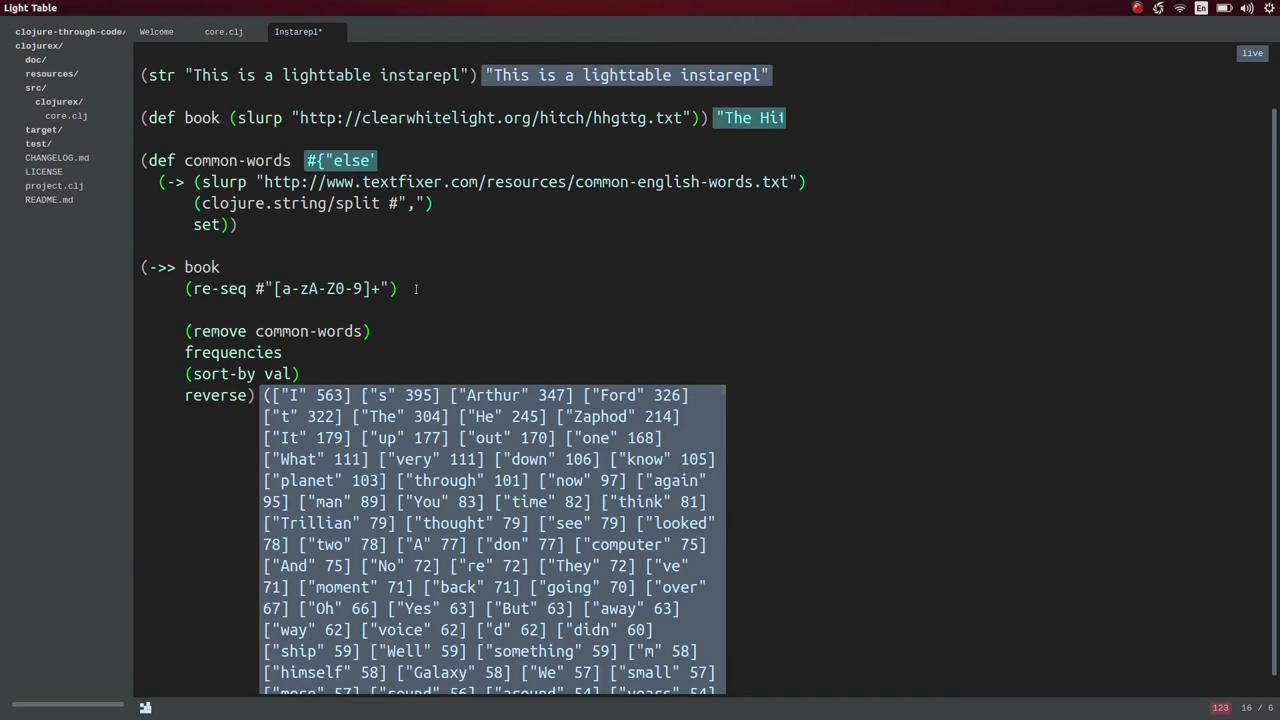 Light Table
En
clojure-through-code/
clojurex/
doc/
resources/
src/
clojurex/
core.clj
target/
test/
CHANGELOG.md
LICENSE
project.clj
README.md
Welcome
core.clj
Instarepl*
live
(str "This is a lighttable instarepl") "This is a lighttable instarepl"
(def book (slurp "http://clearwhitelight.org/hitch/hhgttg.txt")) "The Hit
(def common-words #{"else"
(-> (slurp "http://www.textfixer.com/resources/common-english-words.txt")
(clojure.string/split #",")
set))
(->> book
(re-seq #"[a-zA-Z0-9]+")
(remove common-words)
frequencies
(sort-by val)
reverse) (["I" 563] ["s" 395] ["Arthur" 347] ["Ford" 326]
["t" 322] ["The" 304] ["He" 245] ["Zaphod" 214]
["It" 179] ["up" 177] ["out" 170] ["one" 168]
["What" 111] ["very" 111] ["down" 106] ["know" 105]
["planet" 103] ["through" 101] ["now" 97] ["again"
95] ["man" 89] ["You" 83] ["time" 82] ["think" 81]
["Trillian" 79] ["thought" 79] ["see" 79] ["looked"
78] ["two" 78] ["A" 77] ["don" 77] ["computer" 75]
["And" 75] ["No" 72] ["re" 72] ["They" 72] ["ve"
71] ["moment" 71] ["back" 71] ["going" 70] ["over"
67] ["Oh" 66] ["Yes" 63] ["But" 63] ["away" 63]
["way" 62] ["voice" 62] ["d" 62] ["didn" 60]
["ship" 59] ["Well" 59] ["something" 59] ["m" 58]
["himself" 58] ["Galaxy" 58] ["We" 57] ["small" 57]
["more" 57] ["sound" 56] ["around" 54] ["years" 54]
123 16 / 6